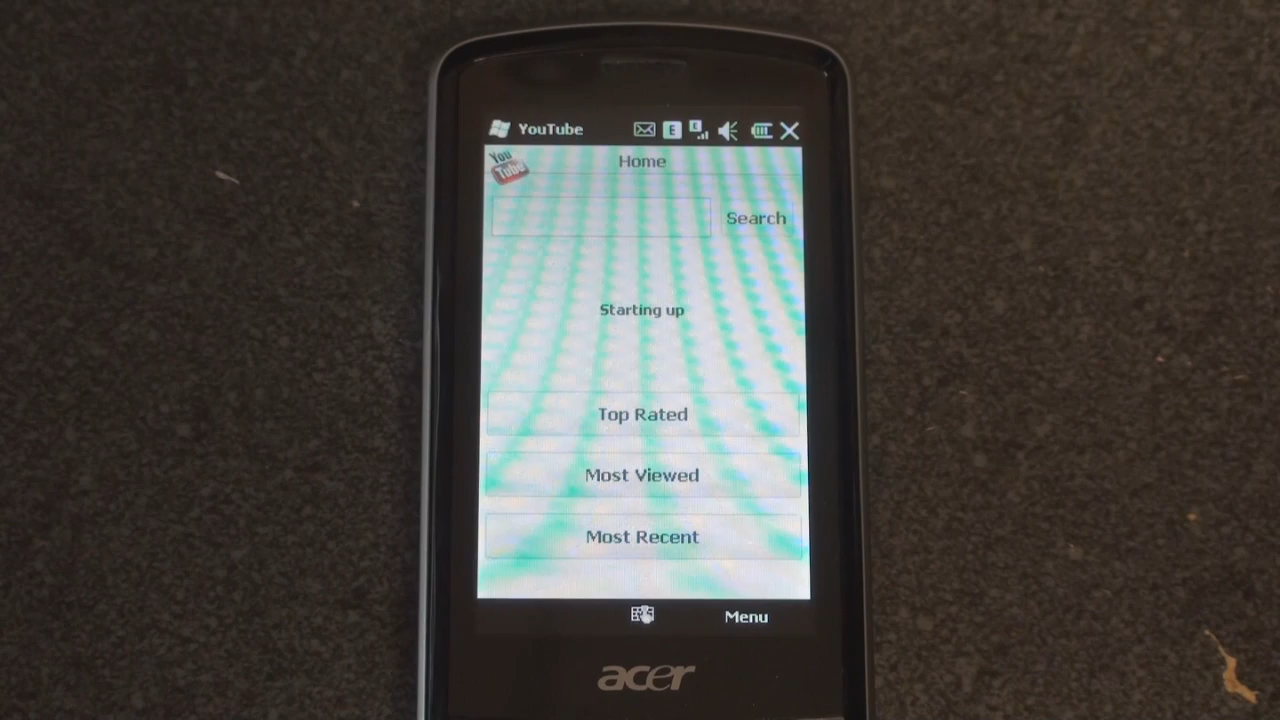 YouTube E E
You Tube Home
Search
Starting up
Top Rated
Most Viewed
Most Recent
Menu
acer